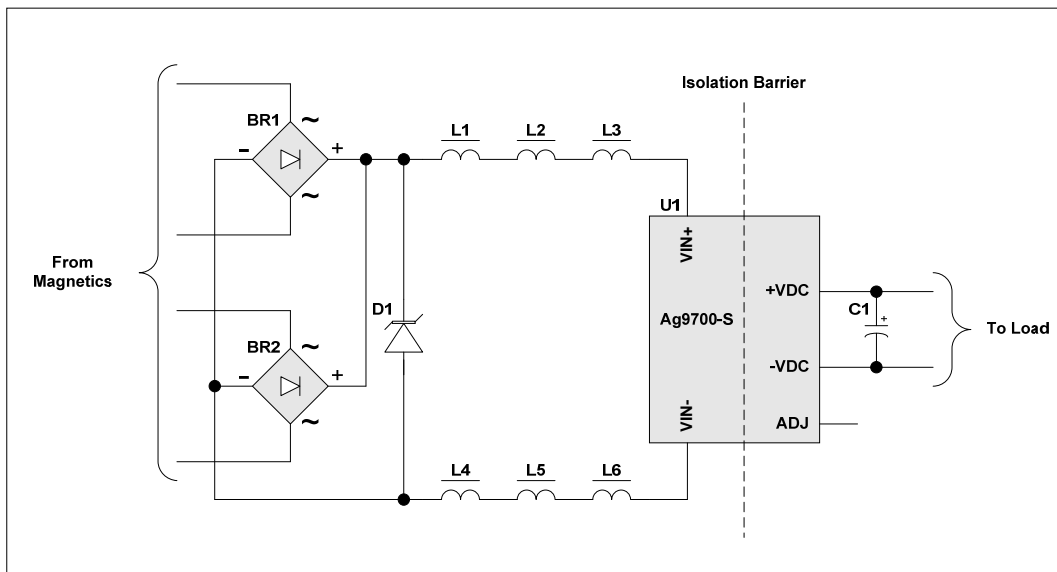 Isolation Barrier
BR1
~
-
+
~
L1
L2
L3
U1
VIN+
From
Magnetics
D1
Ag9700-S
+VDC
C1
+
To Load
BR2
~
-
+
~
-VDC
VIN-
ADJ
L4
L5
L6